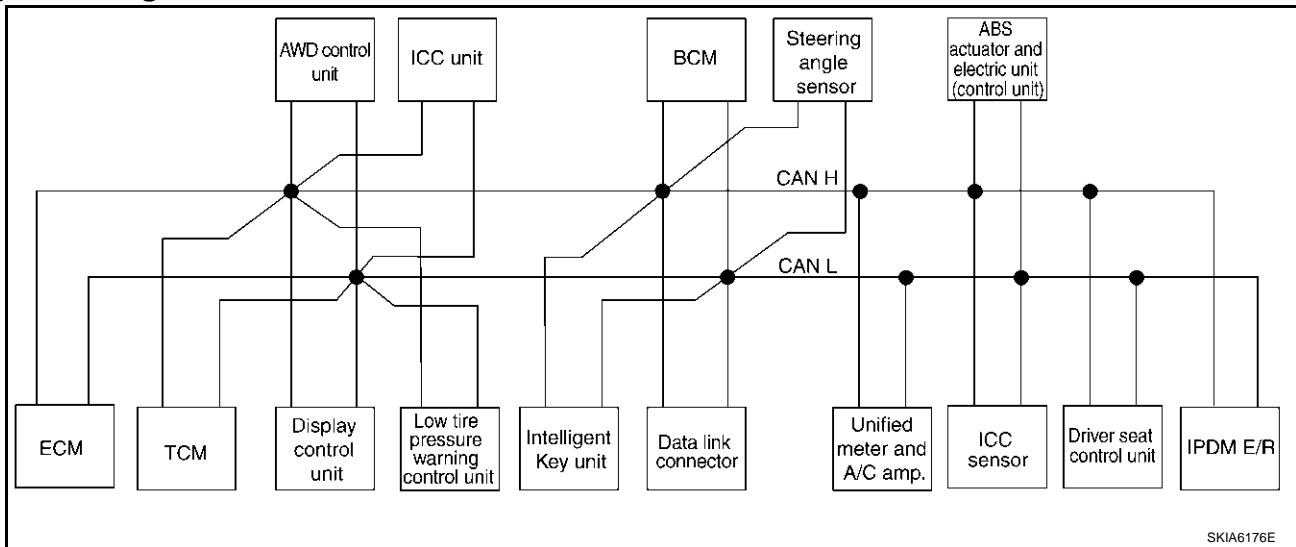 AWD control
unit
ICC unit
BCM
Steering
angle
sensor
ABS
actuator and
electric unit
(control unit)
CAN H
CAN L
ECM
TCM
Display
control
unit
Low tire
pressure
warning
control unit
Intelligent
Key unit
Data link
connector
Unified
meter and
A/C amp.
ICC
sensor
Driver seat
control unit
IPDM E/R
SKIA6176E